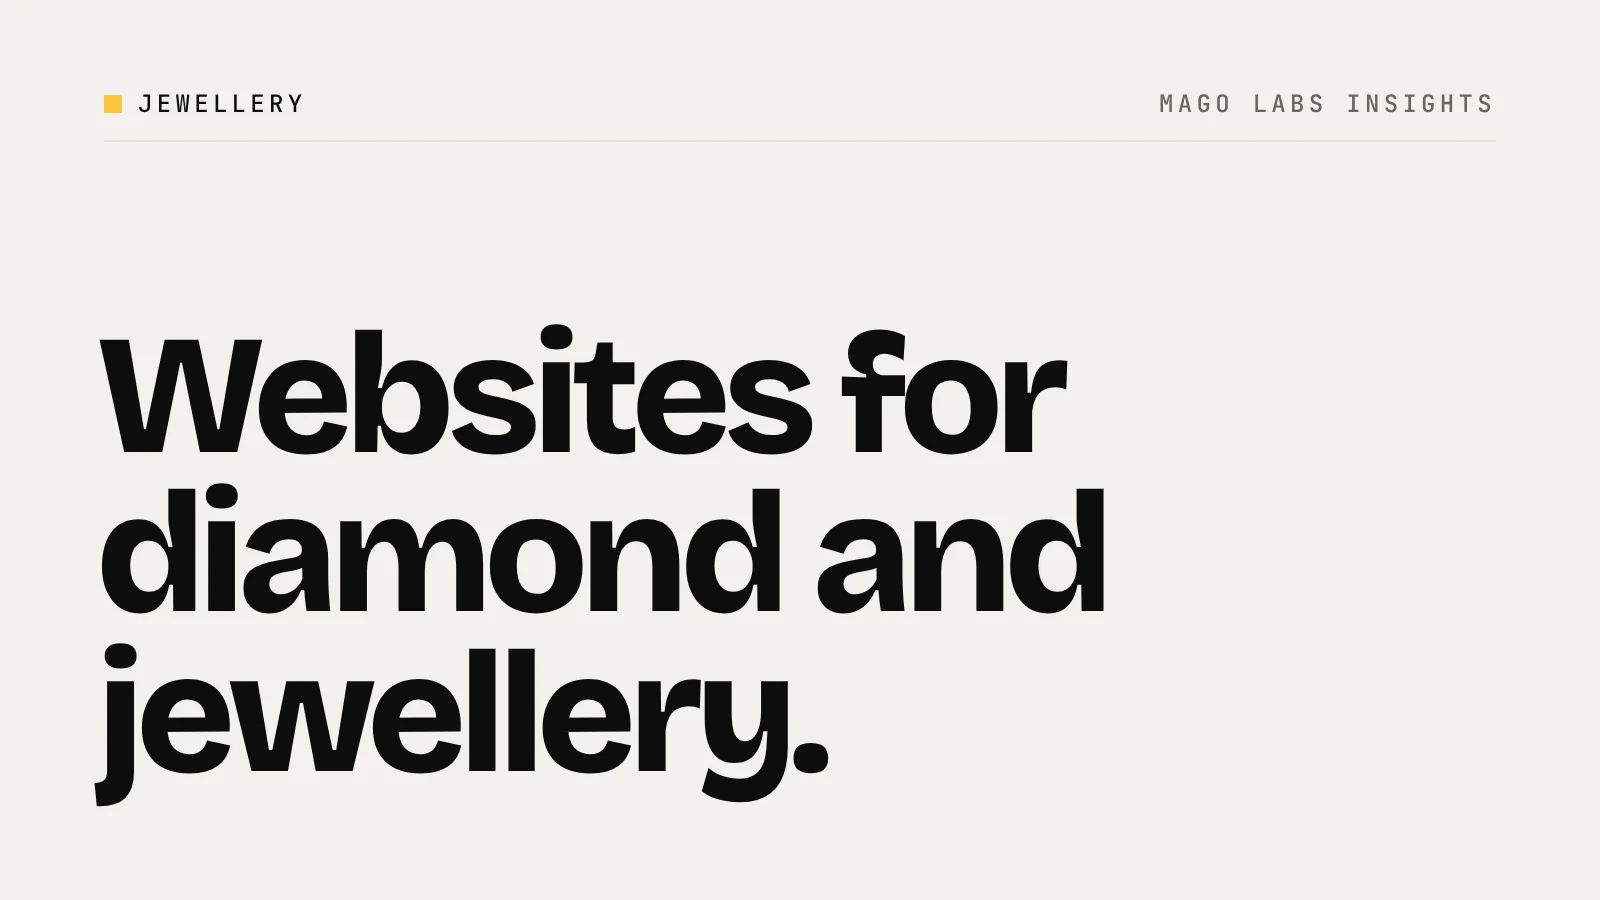 JEWELLERY
MAGO LABS INSIGHTS
Websites for
diamond and
jewellery.